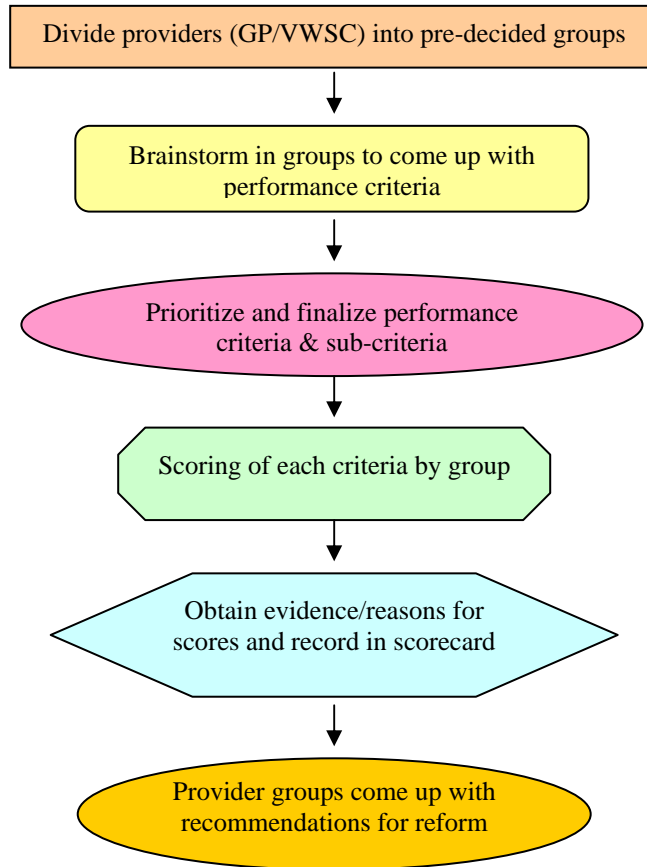 Divide providers (GP/VWSC) into pre-decided groups
Brainstorm in groups to come up with
performance criteria
Prioritize and finalize performance
criteria & sub-criteria
Scoring of each criteria by group
Obtain evidence/reasons for
scores and record in scorecard
Provider groups come up with
recommendations for reform